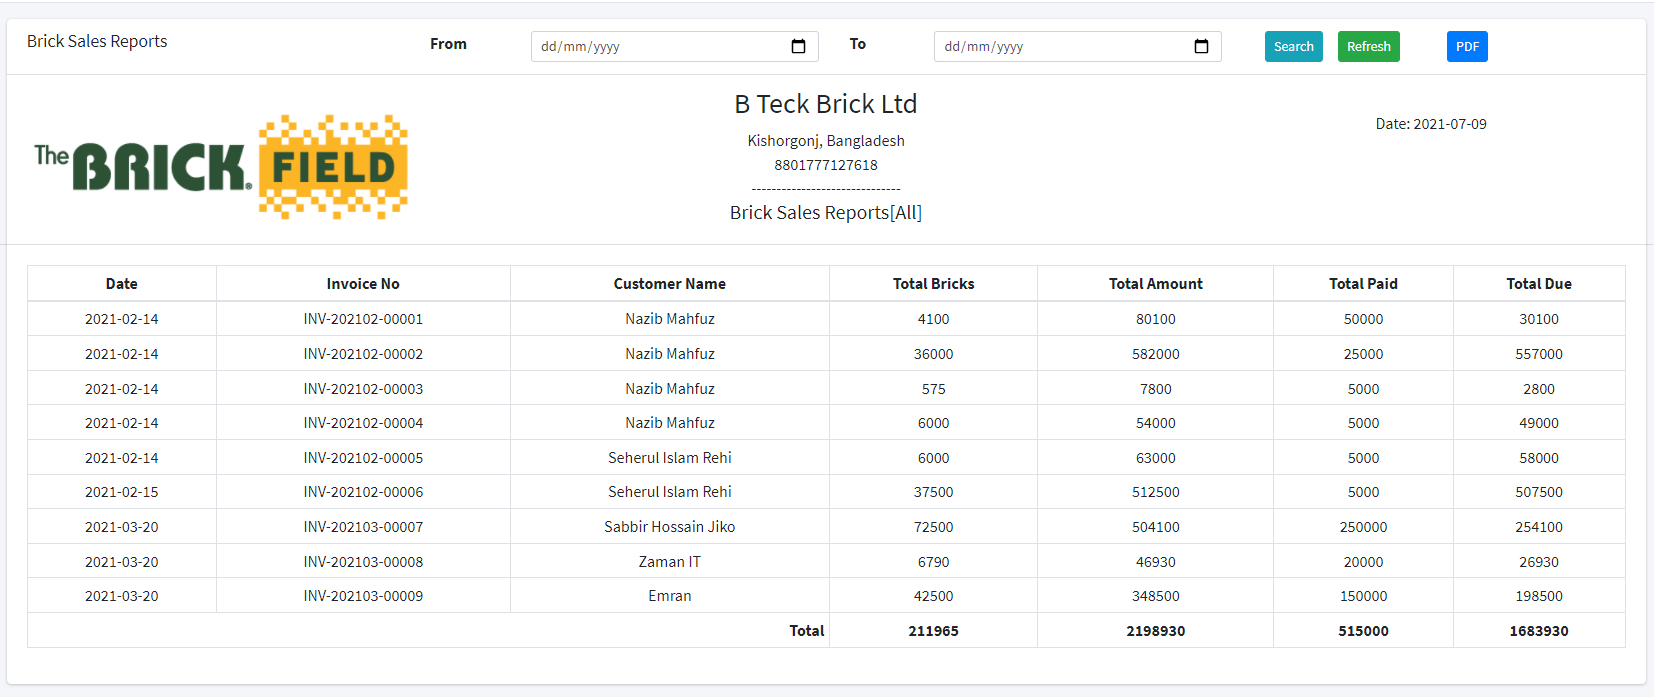 Brick Sales Reports From dd/mm/yyyy To dd/mm/yyyy Search Refresh PDF
The BRICK. FIELD
B Teck Brick Ltd
Kishorgonj, Bangladesh
8801777127618
------------------------------
Brick Sales Reports[All]
Date: 2021-07-09
Date Invoice No Customer Name Total Bricks Total Amount Total Paid Total Due
2021-02-14 INV-202102-00001 Nazib Mahfuz 4100 80100 50000 30100
2021-02-14 INV-202102-00002 Nazib Mahfuz 36000 582000 25000 557000
2021-02-14 INV-202102-00003 Nazib Mahfuz 575 7800 5000 2800
2021-02-14 INV-202102-00004 Nazib Mahfuz 6000 54000 5000 49000
2021-02-14 INV-202102-00005 Seherul Islam Rehi 6000 63000 5000 58000
2021-02-15 INV-202102-00006 Seherul Islam Rehi 37500 512500 5000 507500
2021-03-20 INV-202103-00007 Sabbir Hossain Jiko 72500 504100 250000 254100
2021-03-20 INV-202103-00008 Zaman IT 6790 46930 20000 26930
2021-03-20 INV-202103-00009 Emran 42500 348500 150000 198500
Total 211965 2198930 515000 1683930